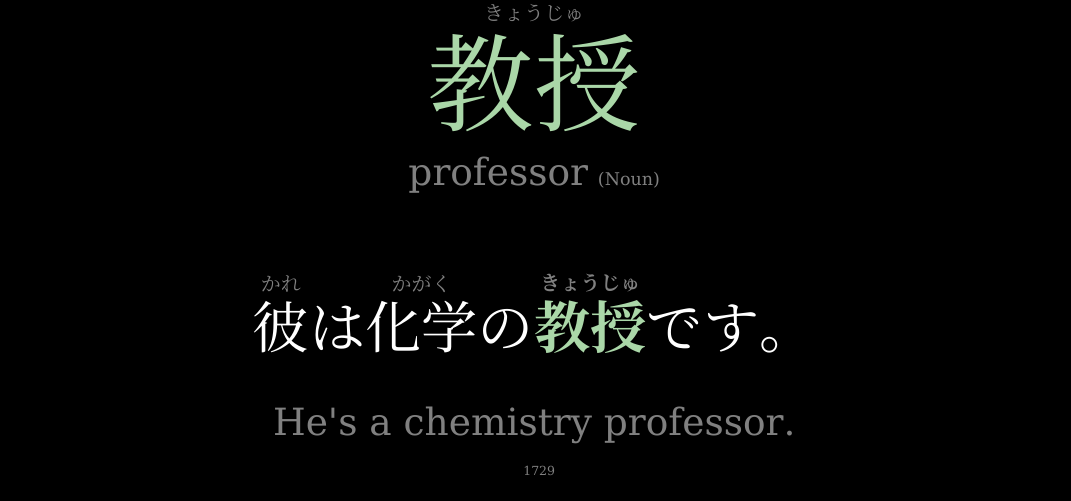 きょうじゅ
教授
professor (Noun)
かれ かがく きょうじゅ
彼は化学の教授です。
He's a chemistry professor.
1729